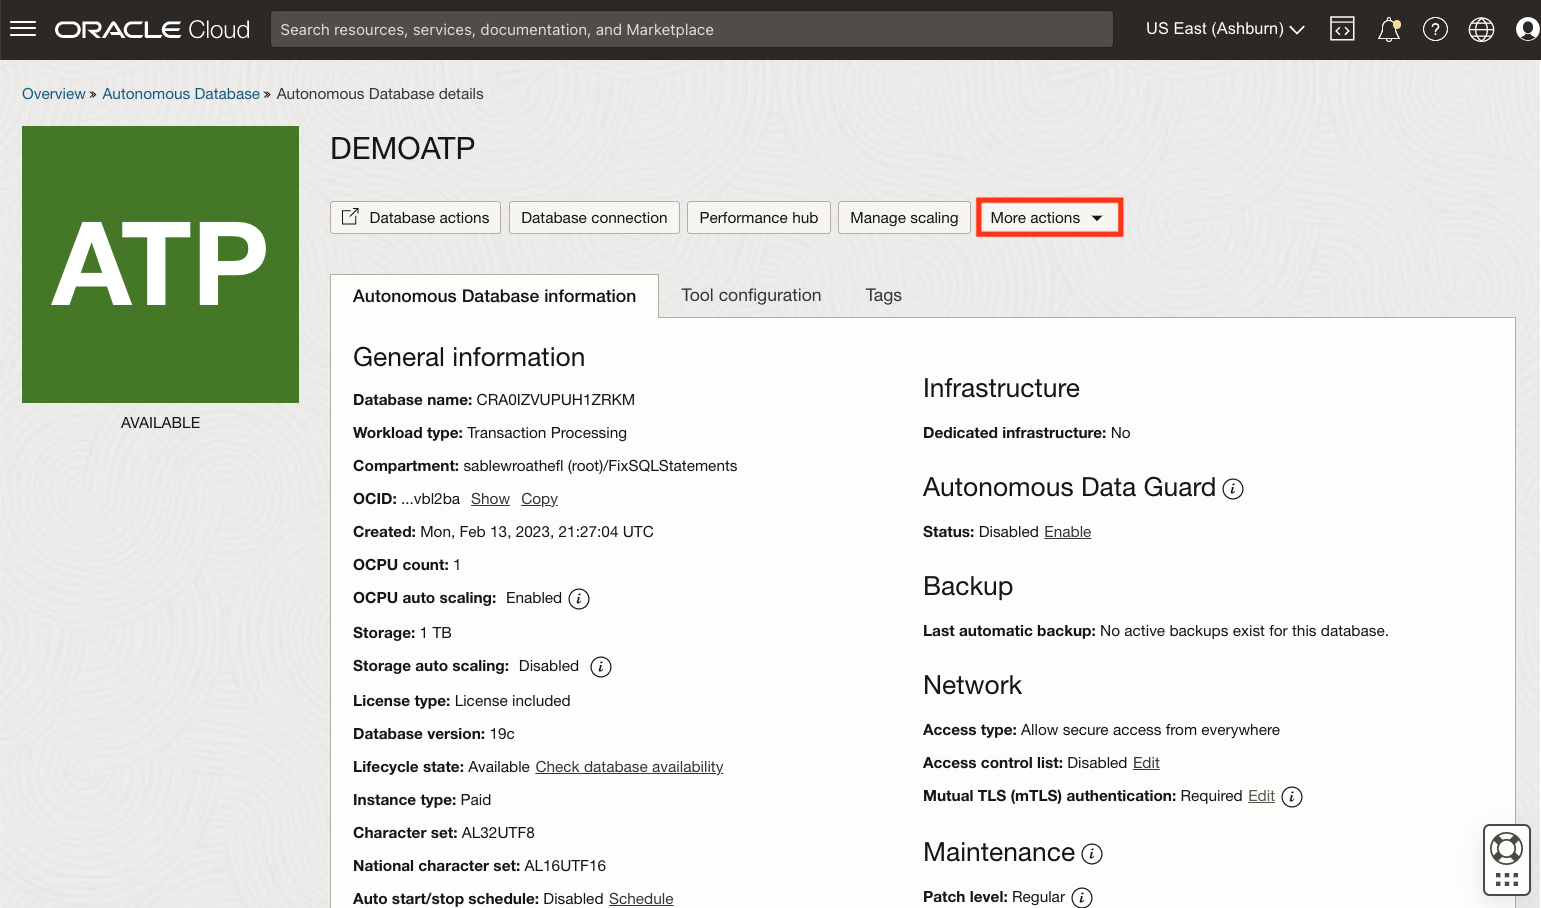 ORACLE Cloud
Search resources, services, documentation, and Marketplace
US East (Ashburn)
Overview » Autonomous Database » Autonomous Database details
ATP
AVAILABLE
DEMOATP
Database actions
Database connection
Performance hub
Manage scaling
More actions
Autonomous Database information
Tool configuration
Tags
General information
Database name: CRA0IZVUPUH1ZRKM
Workload type: Transaction Processing
Compartment: sablewroathefl (root)/FixSQLStatements
OCID: ...vbl2ba Show Copy
Created: Mon, Feb 13, 2023, 21:27:04 UTC
OCPU count: 1
OCPU auto scaling: Enabled
Storage: 1 TB
Storage auto scaling: Disabled
License type: License included
Database version: 19c
Lifecycle state: Available Check database availability
Instance type: Paid
Character set: AL32UTF8
National character set: AL16UTF16
Auto start/stop schedule: Disabled Schedule
Infrastructure
Dedicated infrastructure: No
Autonomous Data Guard
Status: Disabled Enable
Backup
Last automatic backup: No active backups exist for this database.
Network
Access type: Allow secure access from everywhere
Access control list: Disabled Edit
Mutual TLS (mTLS) authentication: Required Edit
Maintenance
Patch level: Regular